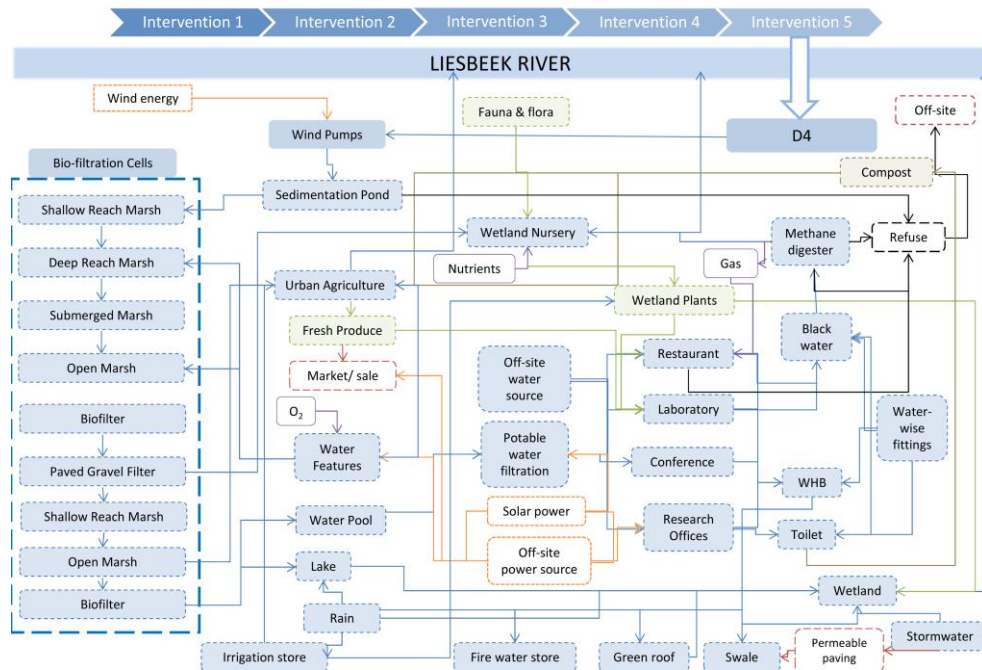 Intervention 1
Intervention 2
Intervention 3
Intervention 4
Intervention 5
LIESBEEK RIVER
Wind energy
Fauna & flora
Off-site
Wind Pumps
D4
Bio-filtration Cells
Compost
Sedimentation Pond
Shallow Reach Marsh
Wetland Nursery
Methane
digester
Refuse
Deep Reach Marsh
Nutrients
Gas
Urban Agriculture
Wetland Plants
Submerged Marsh
Fresh Produce
Black
water
Open Marsh
Market/ sale
Off-site
water
source
Restaurant
O2
Laboratory
Water-
wise
fittings
Biofilter
Water
Features
Potable
water
filtration
Conference
Paved Gravel Filter
WHB
Shallow Reach Marsh
Water Pool
Solar power
Research
Offices
Toilet
Open Marsh
Off-site
power source
Lake
Biofilter
Wetland
Rain
Stormwater
Permeable
paving
Irrigation store
Fire water store
Green roof
Swale